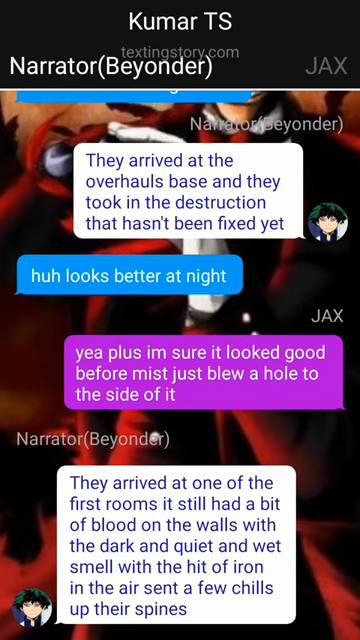 Kumar TS
textingstory.com
Narrator(Beyonder)
JAX
Narrator(Beyonder)
They arrived at the
overhauls base and they
took in the destruction
that hasn't been fixed yet
huh looks better at night
JAX
yea plus im sure it looked good
before mist just blew a hole to
the side of it
Narrator(Beyonder)
They arrived at one of the
first rooms it still had a bit
of blood on the walls with
the dark and quiet and wet
smell with the hit of iron
in the air sent a few chills
up their spines